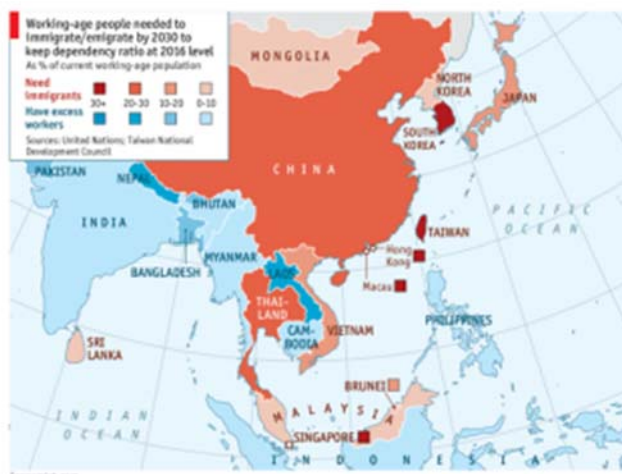 Working-age people needed to
immigrate/emigrate by 2030 to
keep dependency ratio at 2016 level
As % of current working-age population
Need
immigrants
30+ 20-30 10-20 0-10
Have excess
workers
Sources: United Nations; Taiwan National
Development Council
MONGOLIA
NORTH
KOREA
JAPAN
SOUTH
KOREA
CHINA
PAKISTAN
NEPAL
BHUTAN
INDIA
PACIFIC
OCEAN
TAIWAN
Hong
Kong
Macau
BANGLADESH
MYANMAR
LAOS
THAI-
LAND
CAM-
BODIA
VIETNAM
PHILIPPINES
SRI
LANKA
BRUNEI
MALAYSIA
INDIAN
OCEAN
SINGAPORE
INDONESIA